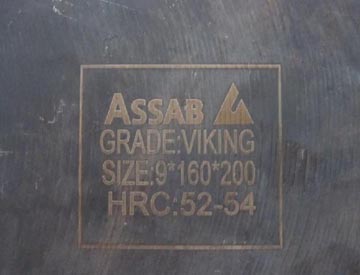 ASSAB
GRADE:VIKING
SIZE:9*160*200
HRC:52-54